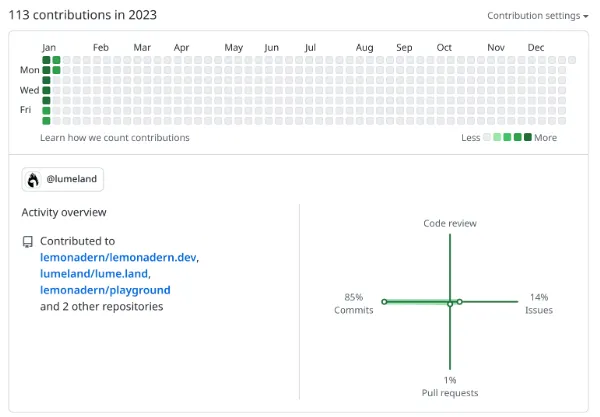 113 contributions in 2023
Contribution settings
Jan Feb Mar Apr May Jun Jul Aug Sep Oct Nov Dec
Mon
Wed
Fri
Learn how we count contributions
Less More
@lumeland
Activity overview
Contributed to
lemonadern/lemonadern.dev,
lumeland/lume.land,
lemonadern/playground
and 2 other repositories
Code review
85%
Commits
14%
Issues
1%
Pull requests